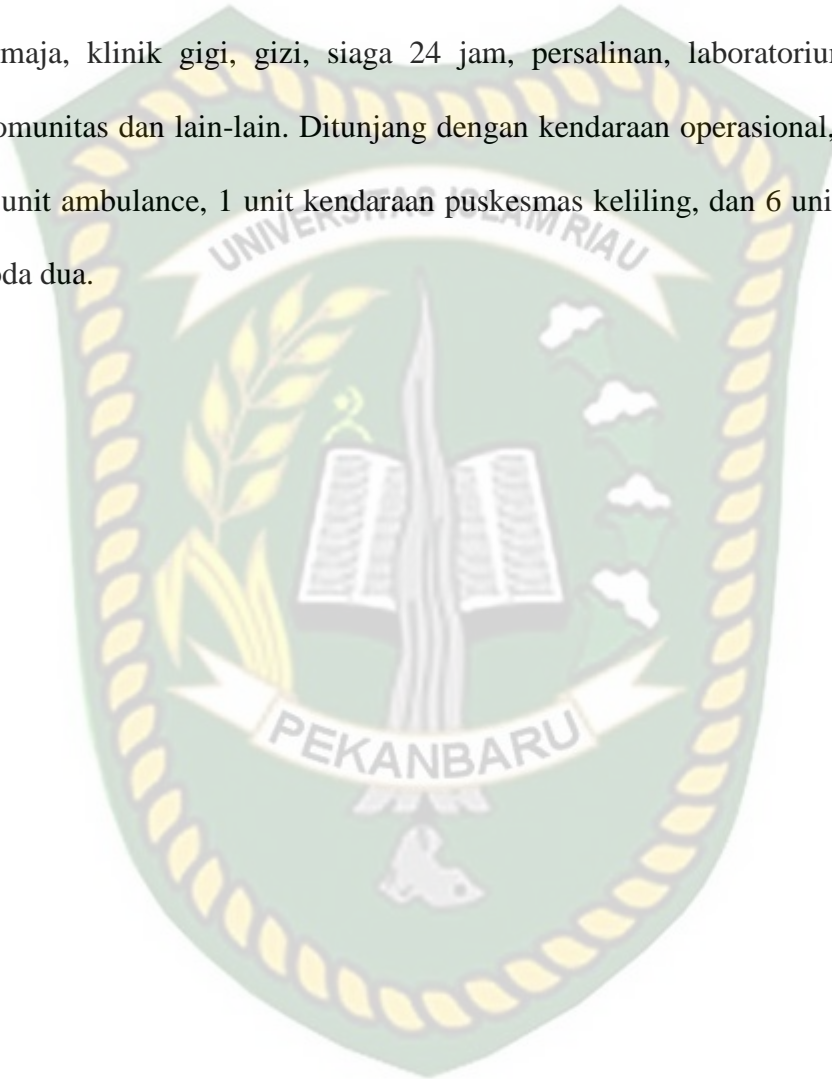 maja, klinik gigi, gizi, siaga 24 jam, persalinan, laboratorium
omunitas dan lain-lain. Ditunjang dengan kendaraan operasional,
unit ambulance, 1 unit kendaraan puskesmas keliling, dan 6 uni
da dua.
UNIVERSITAS ISLAM RIAU
PEKANBARU